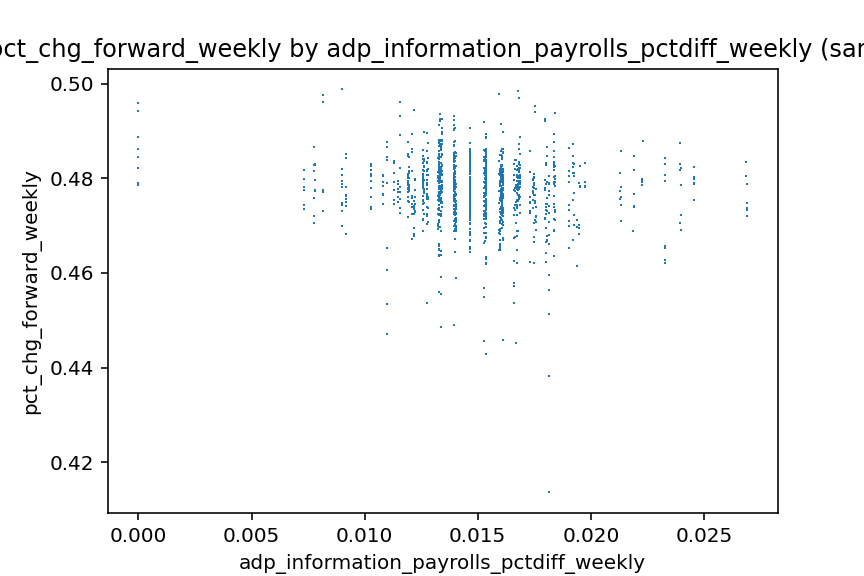 pct_chg_forward_weekly by adp_information_payrolls_pctdiff_weekly (sar
0.50
0.48
0.46
0.44
0.42
pct_chg_forward_weekly
0.000 0.005 0.010 0.015 0.020 0.025
adp_information_payrolls_pctdiff_weekly